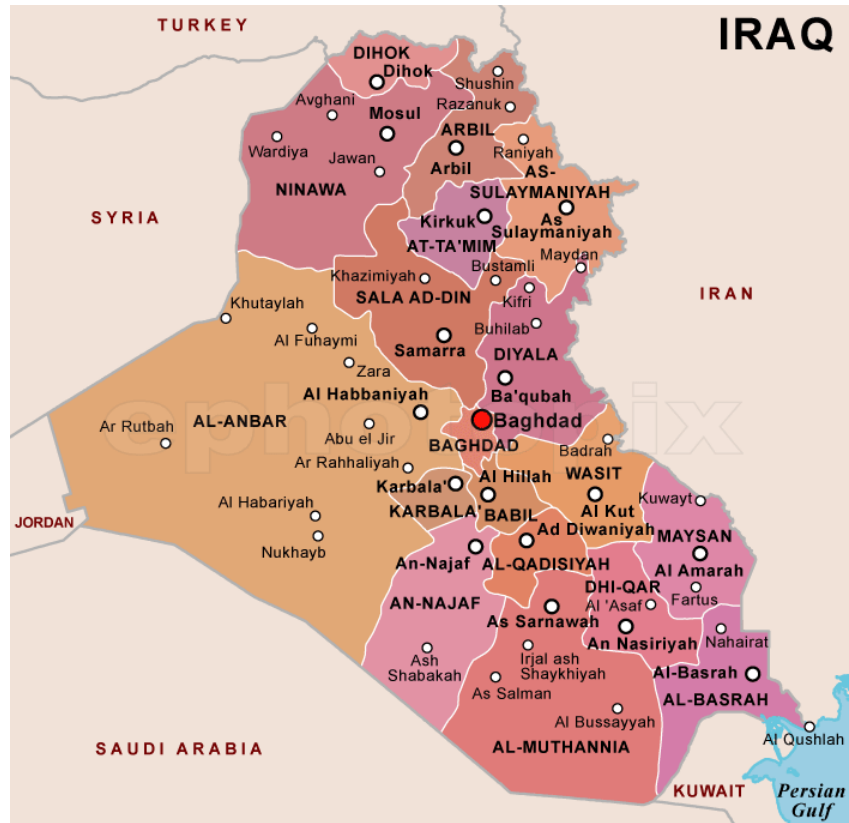 IRAQ
TURKEY
DIHOK
Dihok
Shushin
Avghani
Razanuk
Mosul
ARBIL
Wardiya
Raniyah
Jawan
Arbil
AS-
NINAWA
SULAYMANIYAH
SYRIA
Kirkuk
As
Sulaymaniyah
AT-TA'MIM
Maydan
Bustamli
Khazimiyah
IRAN
SALA AD-DIN
Kifri
Khutaylah
Buhilab
Al Fuhaymi
Samarra
DIYALA
Zara
Al Habbaniyah
Ba'qubah
ephotopix
Baghdad
AL-ANBAR
Ar Rutbah
Abu el Jir
BAGHDAD
Badrah
Ar Rahhaliyah
Al Hillah
WASIT
Karbala'
Kuwayt
Al Habariyah
KARBALA'
BABIL
Al Kut
JORDAN
Ad Diwaniyah
MAYSAN
Nukhayb
An-Najaf
AL-QADISIYAH
Al Amarah
DHI-QAR
Fartus
AN-NAJAF
Al 'Asaf
As Sarnawah
An Nasiriyah
Nahairat
Ash
Shabakah
Irjal ash
Shaykhiyah
Al-Basrah
As Salman
AL-BASRAH
Al Bussayyah
Al Qushlah
SAUDI ARABIA
AL-MUTHANNIA
KUWAIT
Persian
Gulf